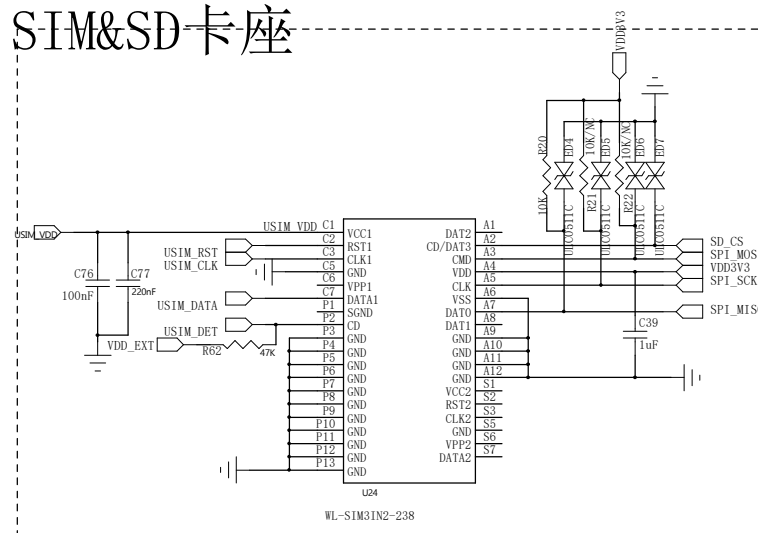 SIM&SD卡座
VDD3V3
R20
10K
ED4
ULC0511C
10K/NC
R21
ED5
ULC0511C
10K/NC
R22
ED6
ULC0511C
ED7
ULC0511C
USIM_VDD
USIM_VDD
C76
100nF
C77
220nF
USIM_RST
USIM_CLK
USIM_DATA
USIM_DET
VDD_EXT
R62
47K
C1 VCC1
C2 RST1
C3 CLK1
C5 GND
C6 VPP1
C7 DATA1
P1 SGND
P2 CD
P3 GND
P4 GND
P5 GND
P6 GND
P7 GND
P8 GND
P9 GND
P10 GND
P11 GND
P12 GND
P13 GND
DAT2 A1
CD/DAT3 A2
CMD A3
VDD A4
CLK A5
VSS A6
DAT0 A7
DAT1 A8
GND A9
GND A10
GND A11
GND A12
VCC2 S1
RST2 S2
CLK2 S3
GND S5
VPP2 S6
DATA2 S7
SD_CS
SPI_MOS
VDD3V3
SPI_SCK
SPI_MIS
C39
1uF
U24
WL-SIM3IN2-238